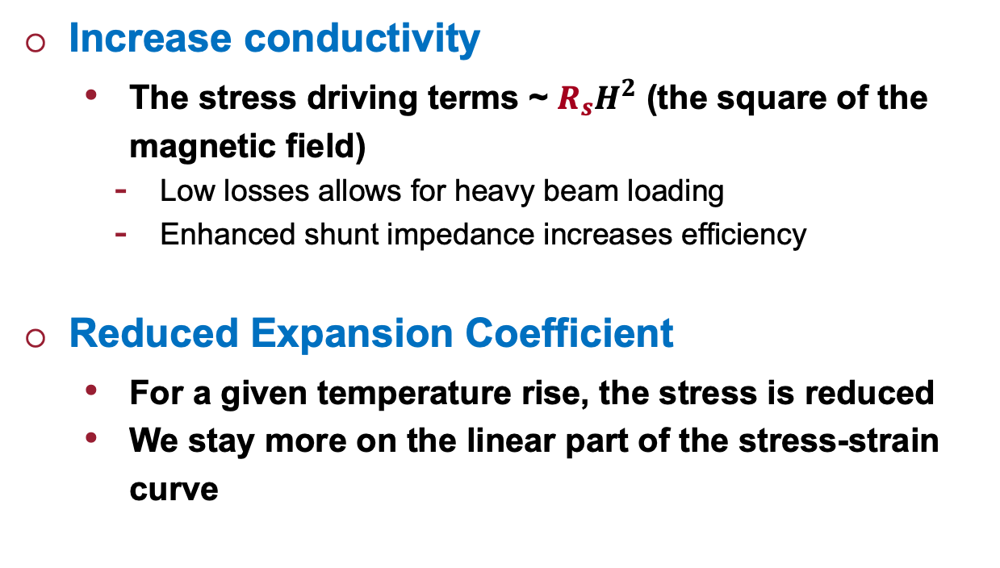 ○ Increase conductivity
• The stress driving terms ~ RₛH² (the square of the
magnetic field)
- Low losses allows for heavy beam loading
- Enhanced shunt impedance increases efficiency
○ Reduced Expansion Coefficient
• For a given temperature rise, the stress is reduced
• We stay more on the linear part of the stress-strain
curve